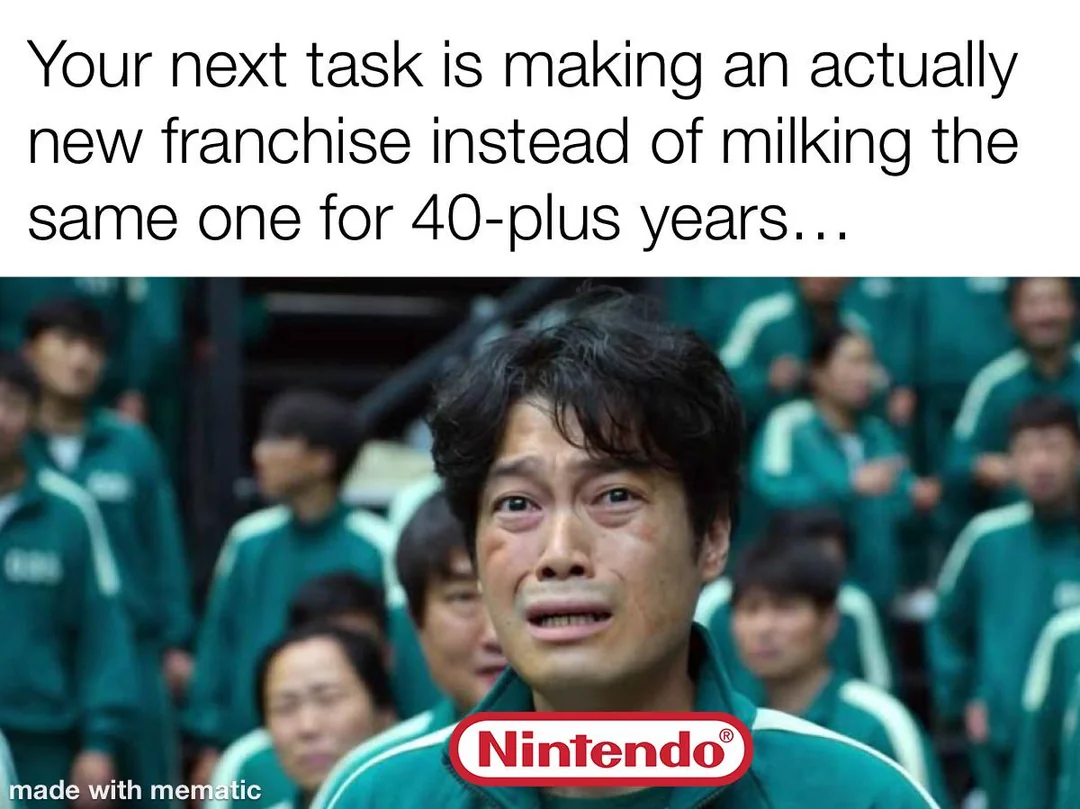 Your next task is making an actually
new franchise instead of milking the
same one for 40-plus years...
Nintendo®
made with mematic